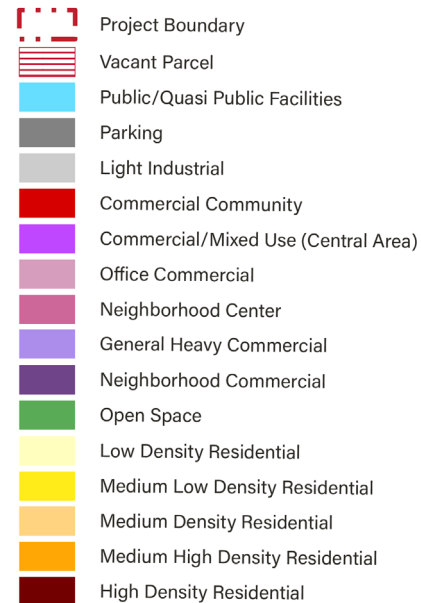 Project Boundary
Vacant Parcel
Public/Quasi Public Facilities
Parking
Light Industrial
Commercial Community
Commercial/Mixed Use (Central Area)
Office Commercial
Neighborhood Center
General Heavy Commercial
Neighborhood Commercial
Open Space
Low Density Residential
Medium Low Density Residential
Medium Density Residential
Medium High Density Residential
High Density Residential